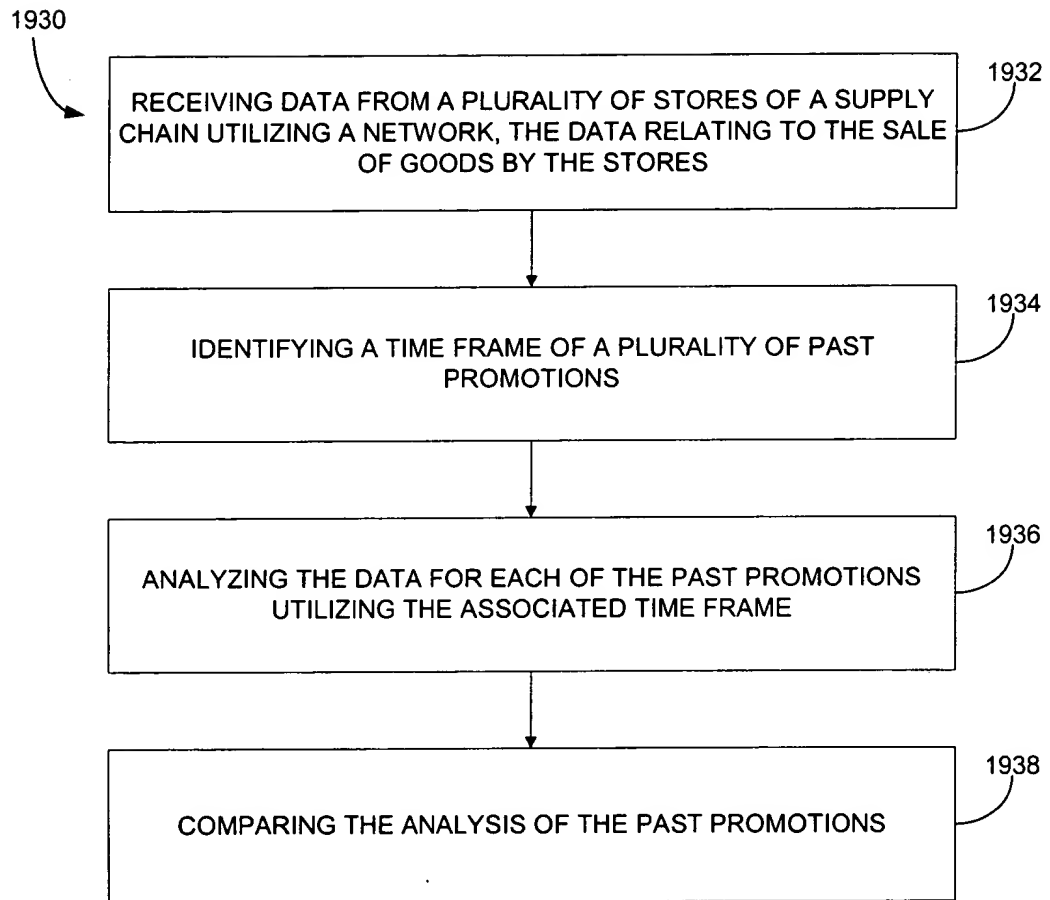 1930
1932
RECEIVING DATA FROM A PLURALITY OF STORES OF A SUPPLY
CHAIN UTILIZING A NETWORK, THE DATA RELATING TO THE SALE
OF GOODS BY THE STORES
1934
IDENTIFYING A TIME FRAME OF A PLURALITY OF PAST
PROMOTIONS
1936
ANALYZING THE DATA FOR EACH OF THE PAST PROMOTIONS
UTILIZING THE ASSOCIATED TIME FRAME
1938
COMPARING THE ANALYSIS OF THE PAST PROMOTIONS